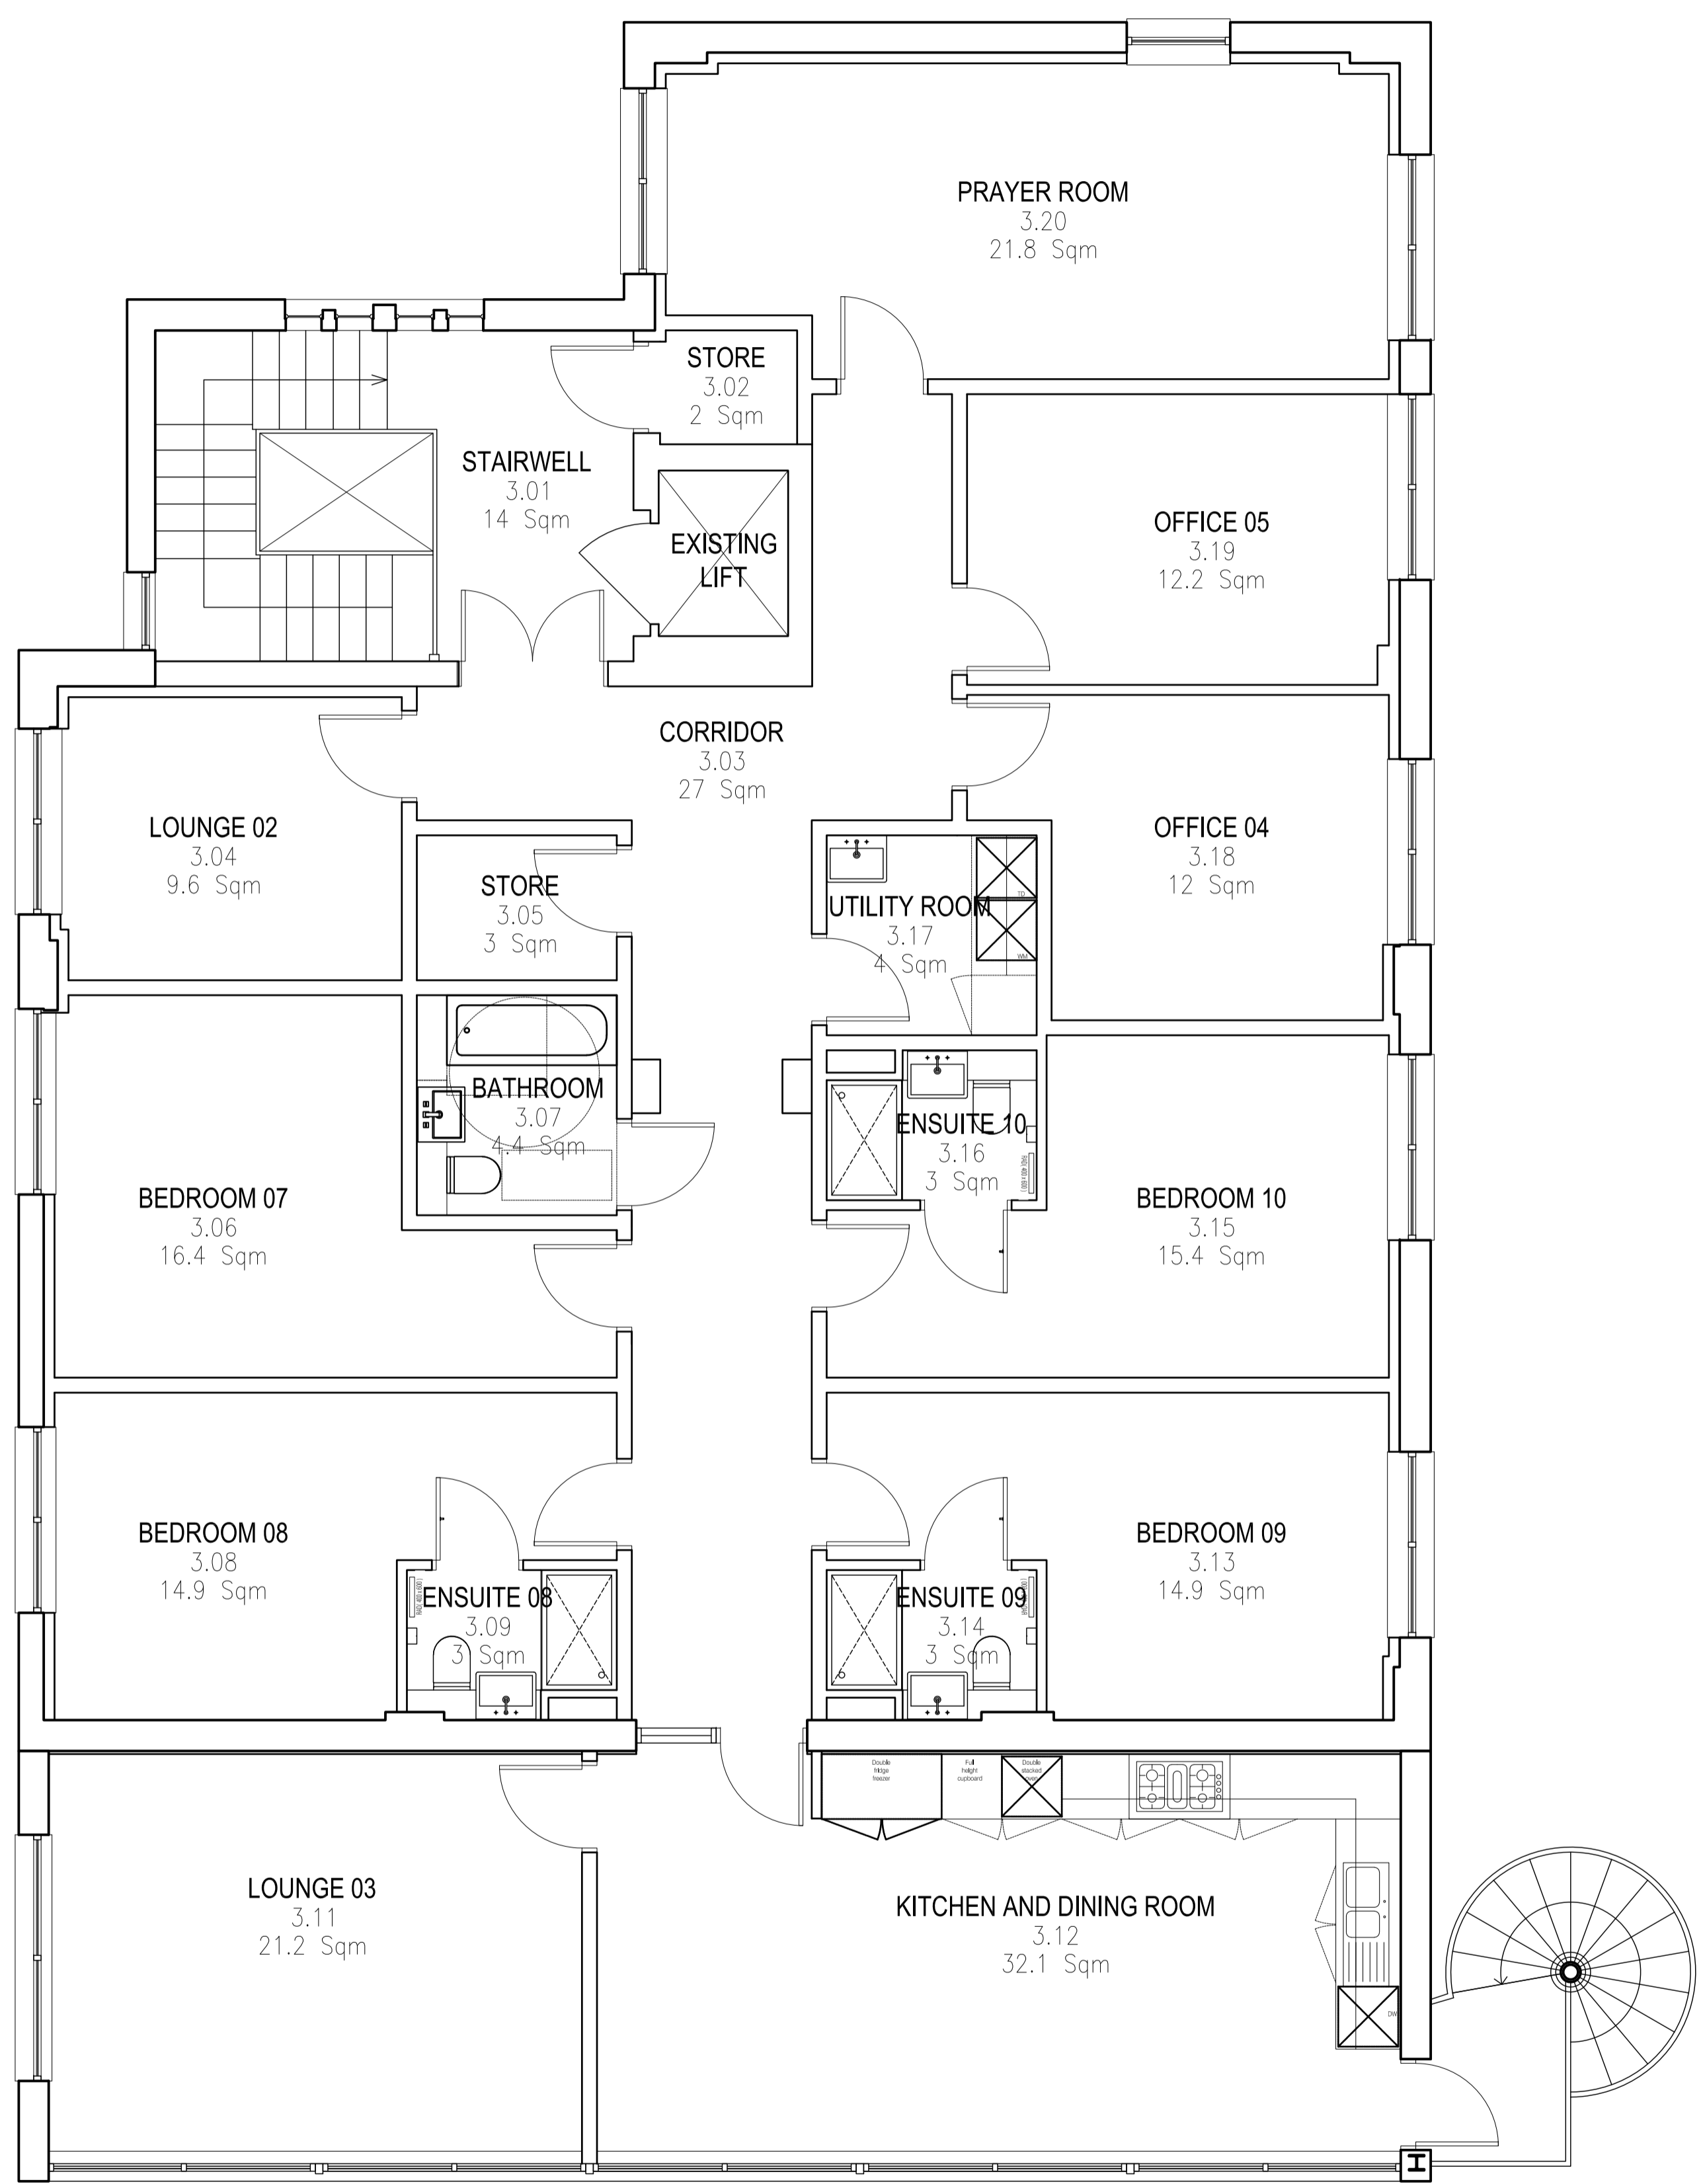 PRAYER ROOM
3.20
21.8 Sqm
STORE
3.02
2 Sqm
STAIRWELL
3.01
14 Sqm
EXISTING
LIFT
OFFICE 05
3.19
12.2 Sqm
CORRIDOR
3.03
27 Sqm
LOUNGE 02
3.04
9.6 Sqm
OFFICE 04
3.18
12 Sqm
STORE
3.05
3 Sqm
TD
UTILITY ROOM
3.17
4 Sqm
WM
BATHROOM
3.07
4.4 Sqm
ENSUITE 10
3.16
3 Sqm
BEDROOM 07
3.06
16.4 Sqm
BEDROOM 10
3.15
15.4 Sqm
BEDROOM 08
3.08
14.9 Sqm
ENSUITE 08
3.09
3 Sqm
ENSUITE 09
3.14
3 Sqm
BEDROOM 09
3.13
14.9 Sqm
Double
fridge
freezer
Full
height
cupboard
Double
stacked
oven
LOUNGE 03
3.11
21.2 Sqm
KITCHEN AND DINING ROOM
3.12
32.1 Sqm
DW